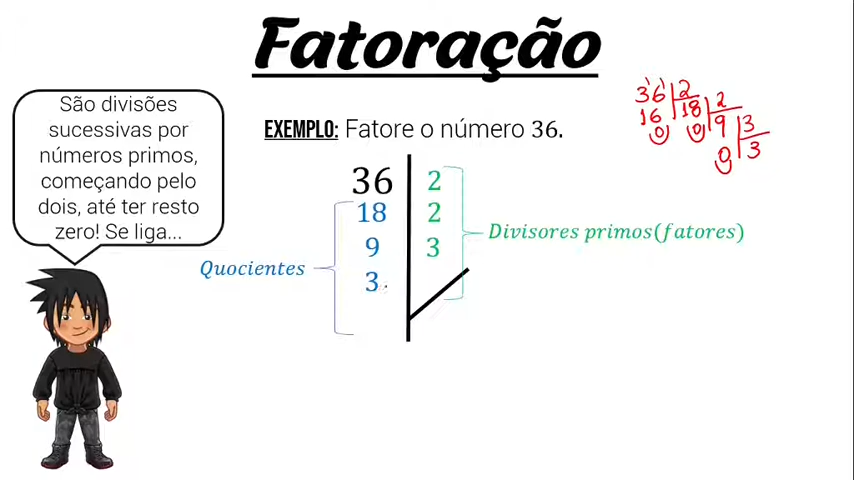 Fatoração
São divisões
sucessivas por
números primos,
começando pelo
dois, até ter resto
zero! Se liga...
EXEMPLO: Fatore o número 36.
36 2
18 2
9 3
3
Quocientes
Divisores primos(fatores)
36 2
16 18 2
0 0 9 3
0 3